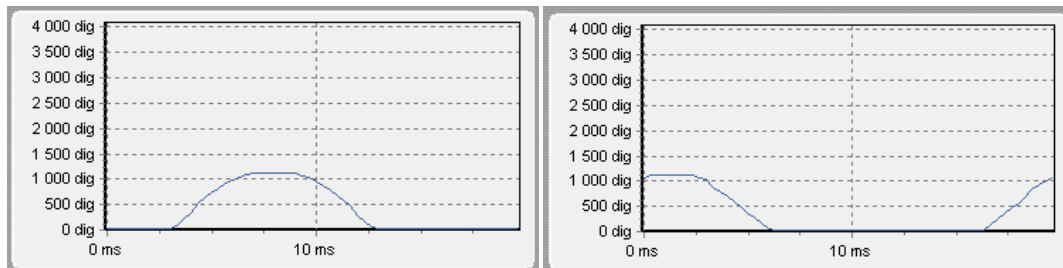 4 000 dig
3 500 dig
3 000 dig
2 500 dig
2 000 dig
1 500 dig
1 000 dig
500 dig
0 dig
0 ms
10 ms
4 000 dig
3 500 dig
3 000 dig
2 500 dig
2 000 dig
1 500 dig
1 000 dig
500 dig
0 dig
0 ms
10 ms